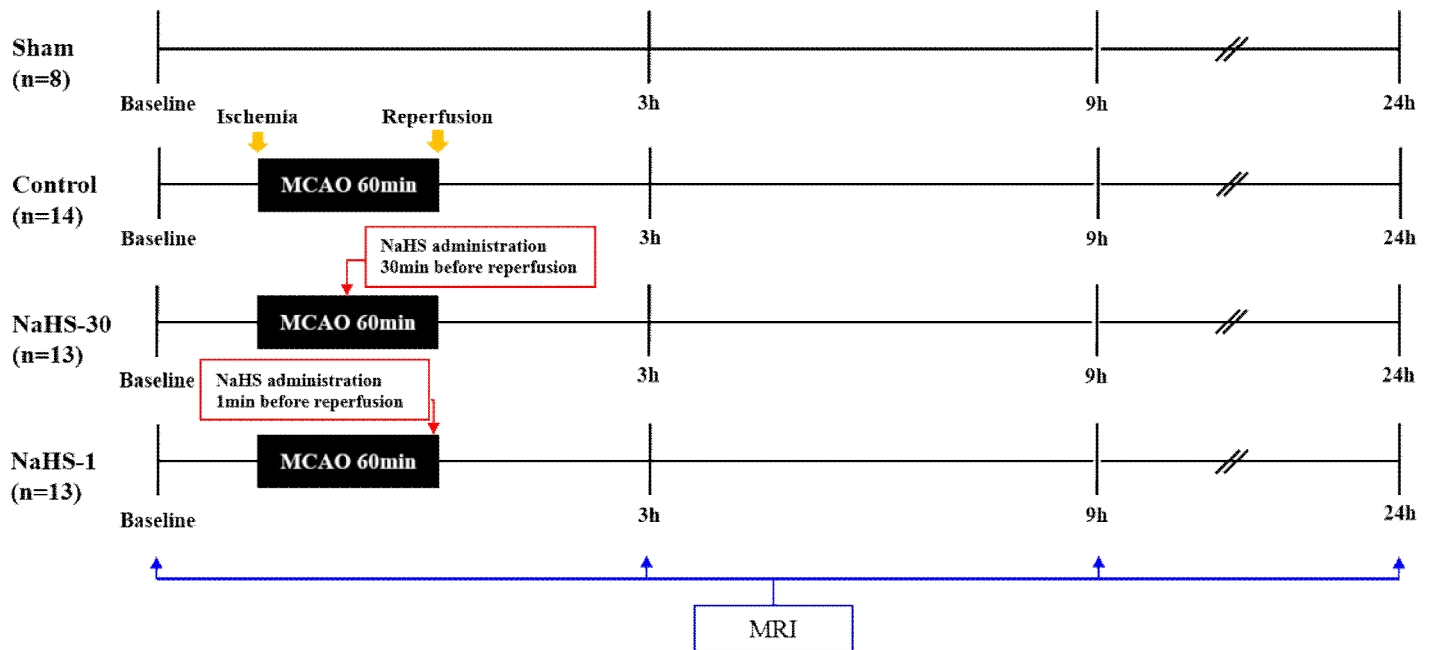 Sham
(n=8)
Baseline
3h
9h
24h
Ischemia
Reperfusion
Control
(n=14)
MCAO 60min
Baseline
3h
9h
24h
NaHS administration
30min before reperfusion
NaHS-30
(n=13)
MCAO 60min
Baseline
3h
9h
24h
NaHS administration
1min before reperfusion
NaHS-1
(n=13)
MCAO 60min
Baseline
3h
9h
24h
MRI